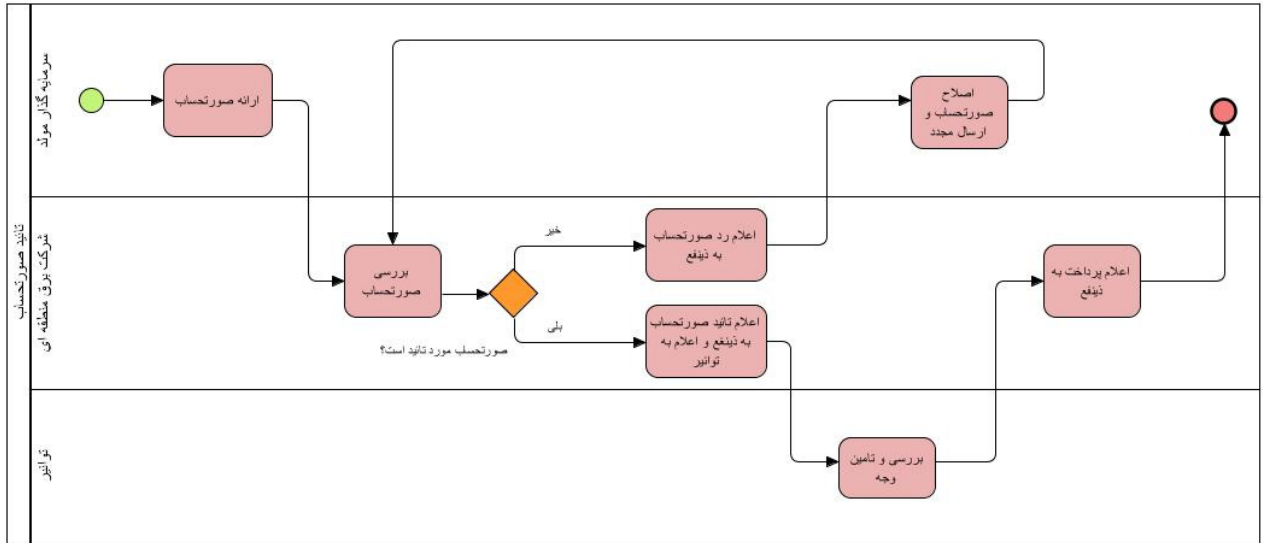 تائید صورتحساب
سرمایه گذار مولد
ارائه صورتحساب
اصلاح
صورتحساب و
ارسال مجدد
شرکت برق منطقه ای
بررسی
صورتحساب
صورتحساب مورد تائید است؟
خیر
بلی
اعلام رد صورتحساب
به ذینفع
اعلام تائید صورتحساب
به ذینفع و اعلام به
توانیر
اعلام پرداخت به
ذینفع
توانیر
بررسی و تامین
وجه